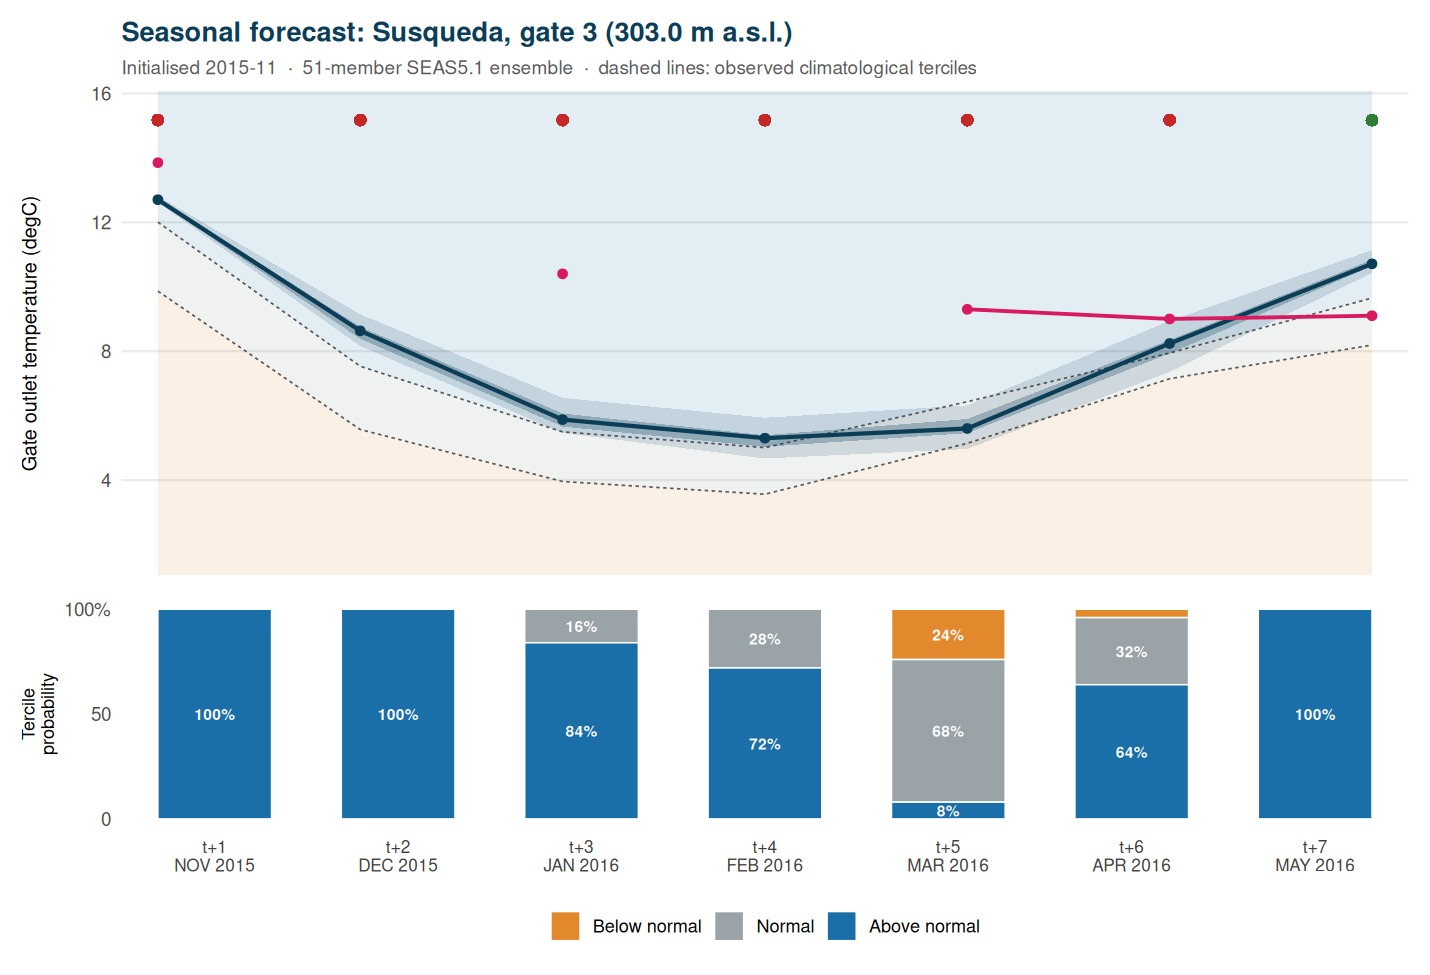 Seasonal forecast: Susqueda, gate 3 (303.0 m a.s.l.)
Initialised 2015-11 · 51-member SEAS5.1 ensemble · dashed lines: observed climatological terciles
Gate outlet temperature (degC)
16
12
8
4
Tercile
probability
100%
50
0
100%
100%
16%
84%
28%
72%
24%
68%
8%
32%
64%
100%
t+1
NOV 2015
t+2
DEC 2015
t+3
JAN 2016
t+4
FEB 2016
t+5
MAR 2016
t+6
APR 2016
t+7
MAY 2016
Below normal
Normal
Above normal